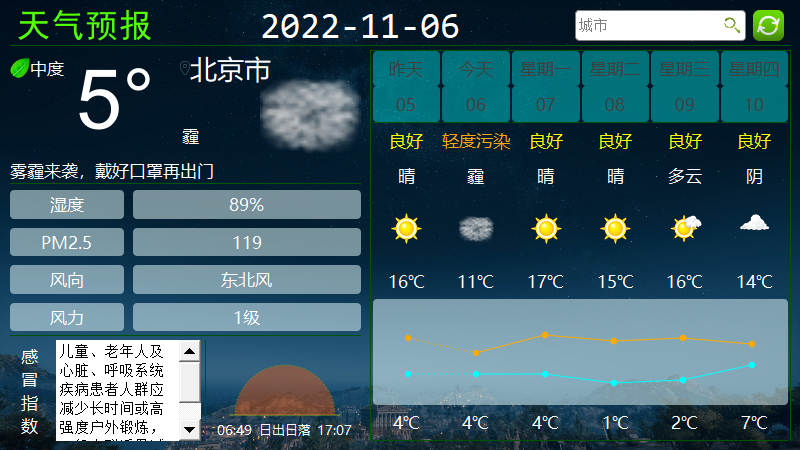 天气预报
2022-11-06
城市
中度
5°
北京市
霾
雾霾来袭，戴好口罩再出门
湿度 89%
PM2.5 119
风向 东北风
风力 1级
感冒指数
儿童、老年人及
心脏、呼吸系统
疾病患者人群应
减少长时间或高
强度户外锻炼，
06:49 日出日落 17:07
昨天 今天 星期一 星期二 星期三 星期四
05 06 07 08 09 10
良好 轻度污染 良好 良好 良好 良好
晴 霾 晴 晴 多云 阴
16℃ 11℃ 17℃ 15℃ 16℃ 14℃
4℃ 4℃ 4℃ 1℃ 2℃ 7℃